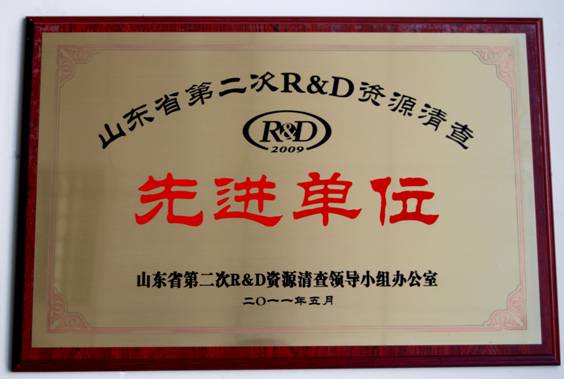 山东省第二次R&D资源清查
R&D
2009
先进单位
山东省第二次R&D资源清查领导小组办公室
二〇一一年五月